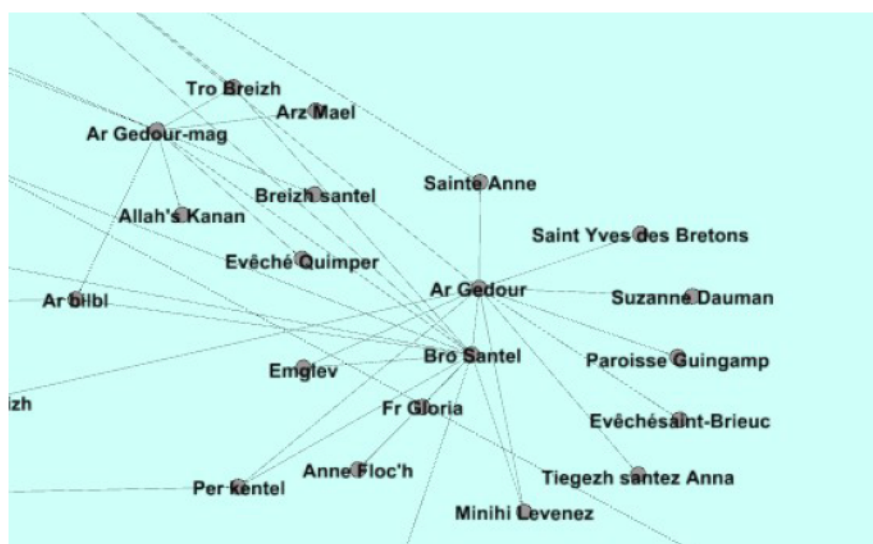 Tro Breizh
Arz Mael
Ar Gedour-mag
Sainte Anne
Breizh santel
Allah's Kanan
Saint Yves des Bretons
Evêché Quimper
Ar Gedour
Suzanne Dauman
Ar bilbl
Bro Santel
Paroisse Guingamp
Emglev
izh
Fr Gloria
Evêchésaint-Brieuc
Anne Floc'h
Tiegezh santez Anna
Per kentel
Minihi Levenez